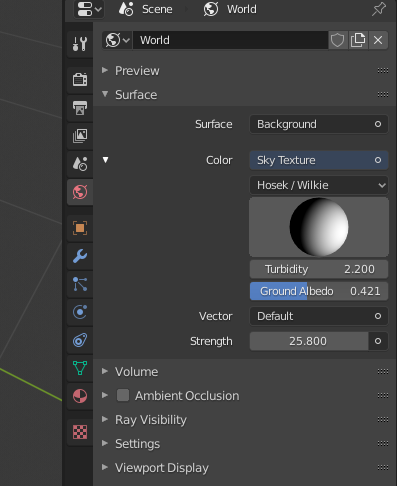 Scene World
World
Preview
Surface
Surface Background
Color Sky Texture
Hosek / Wilkie
Turbidity 2.200
Ground Albedo 0.421
Vector Default
Strength 25.800
Volume
Ambient Occlusion
Ray Visibility
Settings
Viewport Display